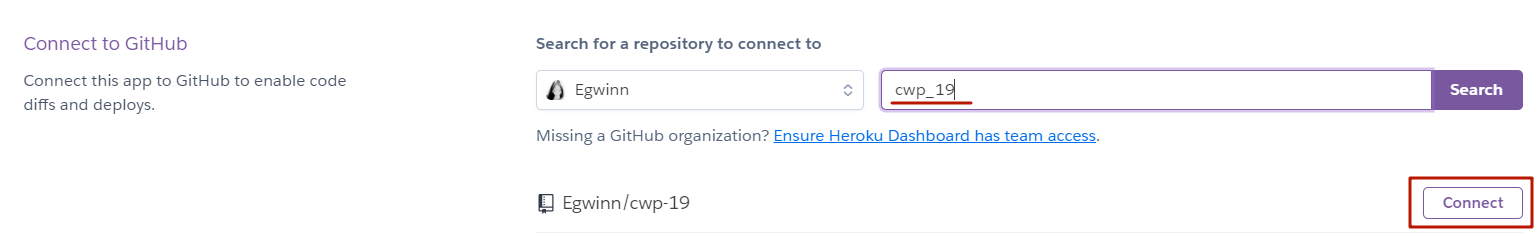 Connect to GitHub
Connect this app to GitHub to enable code
diffs and deploys.
Search for a repository to connect to
Egwinn
cwp_19
Search
Missing a GitHub organization? Ensure Heroku Dashboard has team access.
Egwinn/cwp-19
Connect